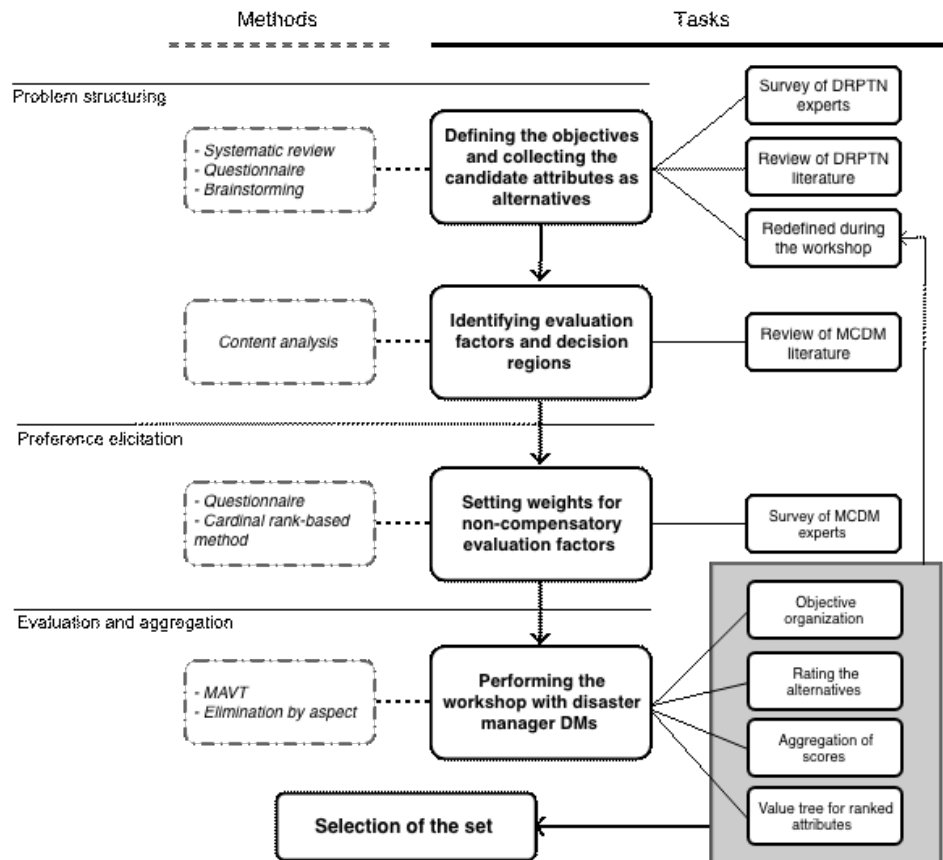 Methods
Tasks
Problem structuring
- Systematic review
- Questionnaire
- Brainstorming
Defining the objectives
and collecting the
candidate attributes as
alternatives
Survey of DRPTN
experts
Review of DRPTN
literature
Redefined during
the workshop
Content analysis
Identifying evaluation
factors and decision
regions
Review of MCDM
literature
Preference elicitation
- Questionnaire
- Cardinal rank-based
method
Setting weights for
non-compensatory
evaluation factors
Survey of MCDM
experts
Evaluation and aggregation
- MAVT
- Elimination by aspect
Performing the
workshop with disaster
manager DMs
Objective
organization
Rating the
alternatives
Aggregation of
scores
Value tree for ranked
attributes
Selection of the set